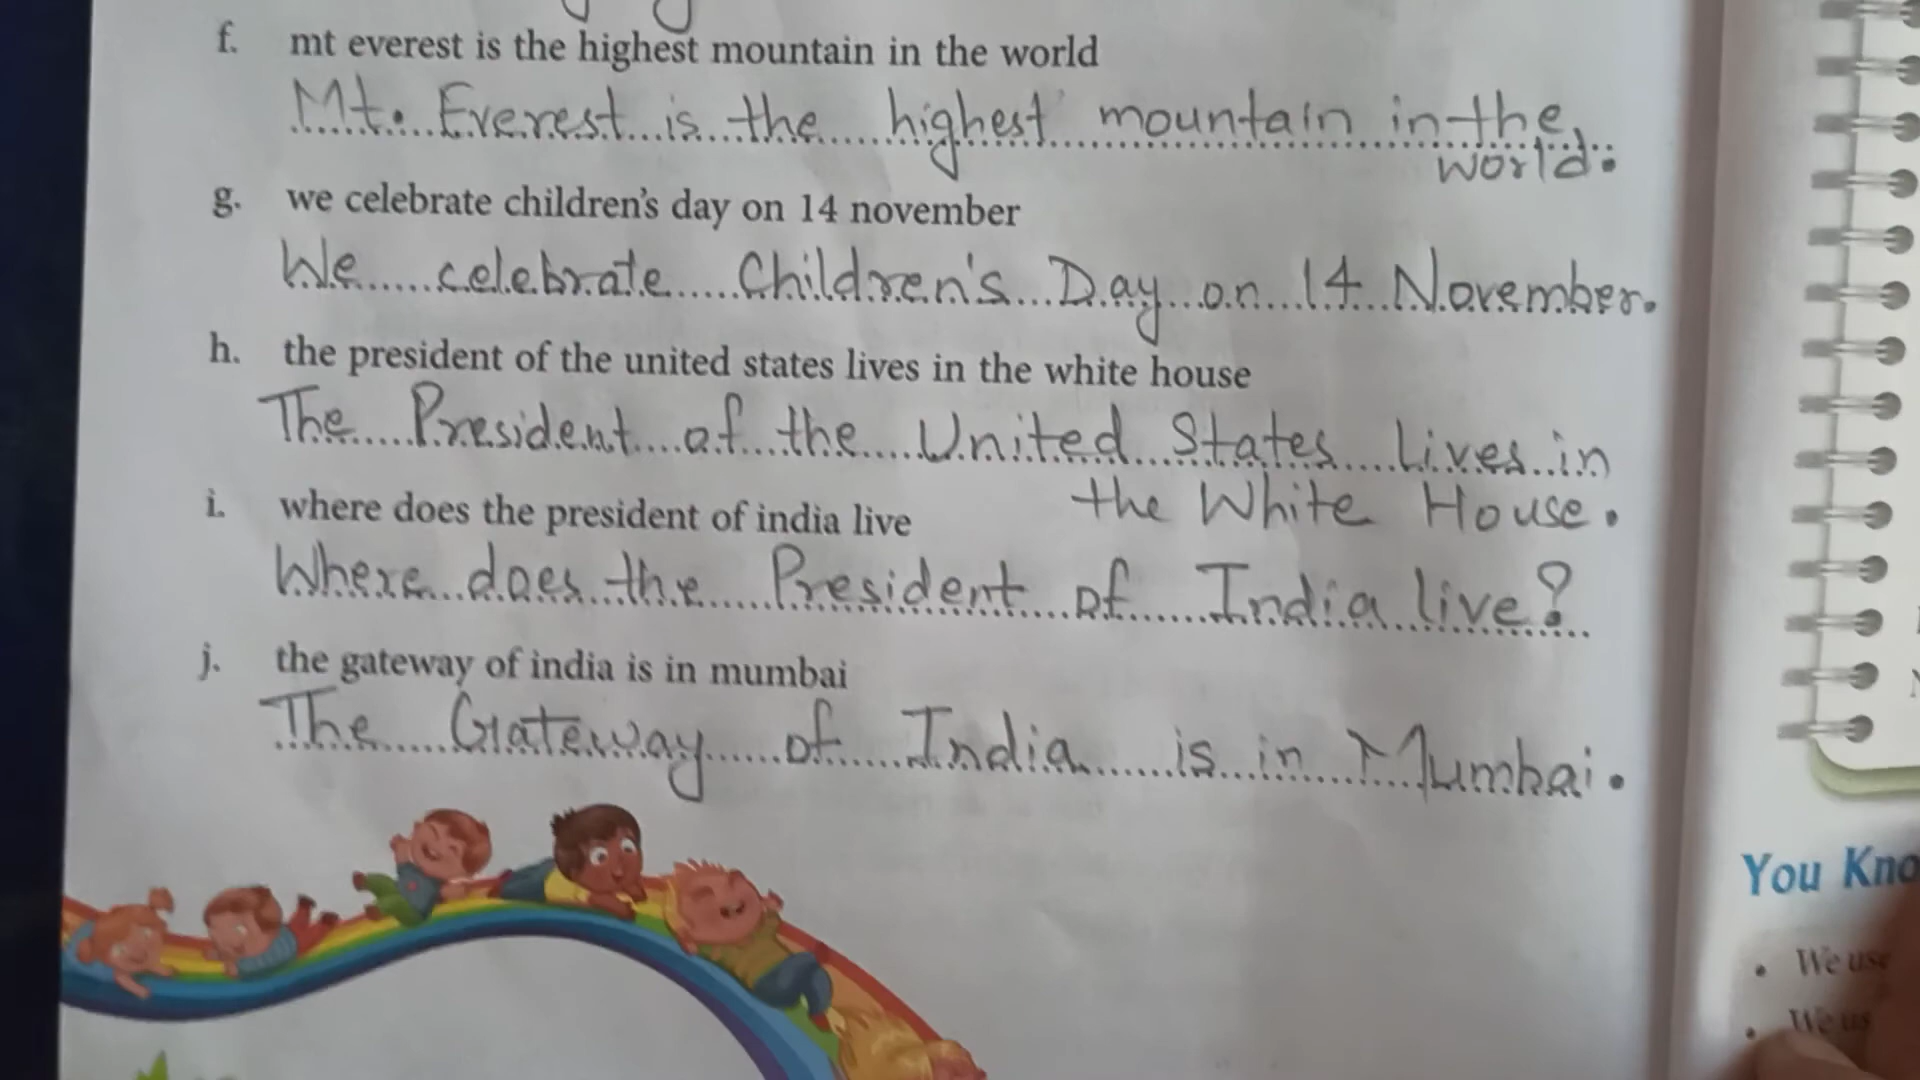 f. mt everest is the highest mountain in the world
Mt. Everest is the highest mountain in the
world.
g. we celebrate children's day on 14 november
We celebrate Children's Day on 14 November.
h. the president of the united states lives in the white house
The President of the United States lives in
the White House.
i. where does the president of india live
Where does the President of India live?
j. the gateway of india is in mumbai
The Gateway of India is in Mumbai.
You
• We use
• We us